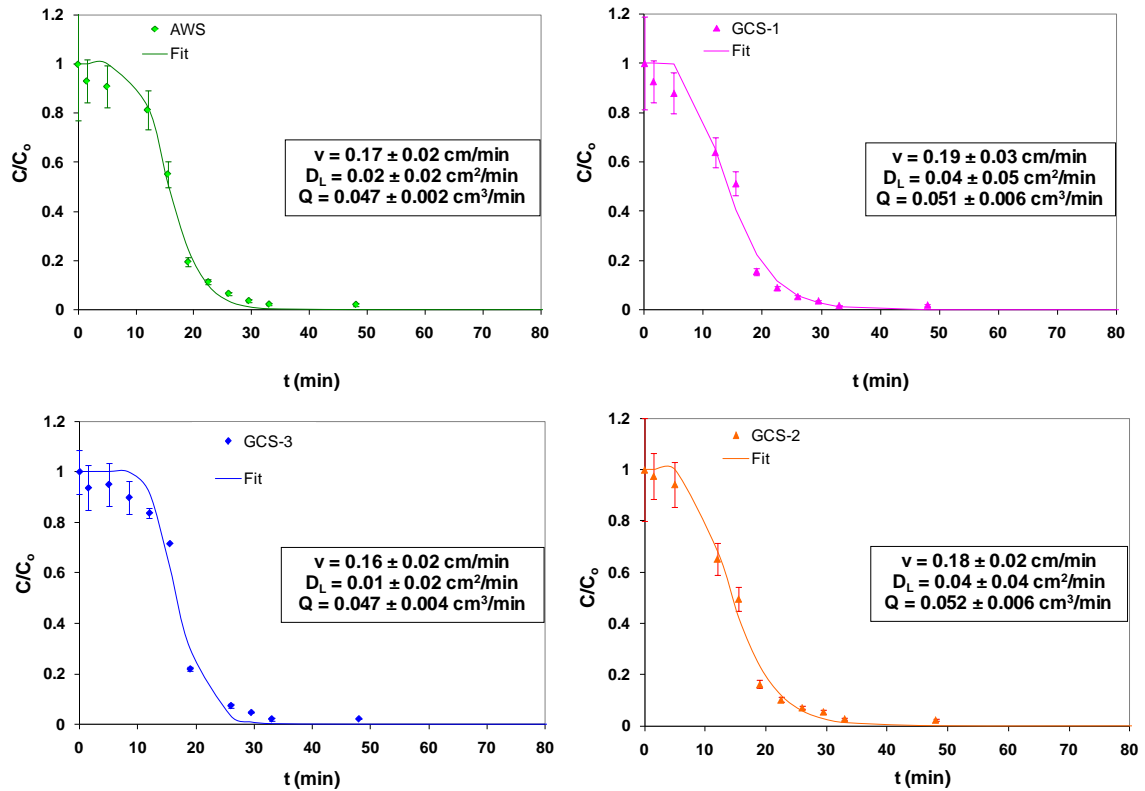 1.2
1
0.8
0.6
0.4
0.2
0
C/Cₒ
AWS
Fit
v = 0.17 ± 0.02 cm/min
D_L = 0.02 ± 0.02 cm²/min
Q = 0.047 ± 0.002 cm³/min
0 10 20 30 40 50 60 70 80
t (min)
1.2
1
0.8
0.6
0.4
0.2
0
C/Cₒ
GCS-1
Fit
v = 0.19 ± 0.03 cm/min
D_L = 0.04 ± 0.05 cm²/min
Q = 0.051 ± 0.006 cm³/min
0 10 20 30 40 50 60 70 80
t (min)
1.2
1
0.8
0.6
0.4
0.2
0
C/Cₒ
GCS-3
Fit
v = 0.16 ± 0.02 cm/min
D_L = 0.01 ± 0.02 cm²/min
Q = 0.047 ± 0.004 cm³/min
0 10 20 30 40 50 60 70 80
t (min)
1.2
1
0.8
0.6
0.4
0.2
0
C/Cₒ
GCS-2
Fit
v = 0.18 ± 0.02 cm/min
D_L = 0.04 ± 0.04 cm²/min
Q = 0.052 ± 0.006 cm³/min
0 10 20 30 40 50 60 70 80
t (min)